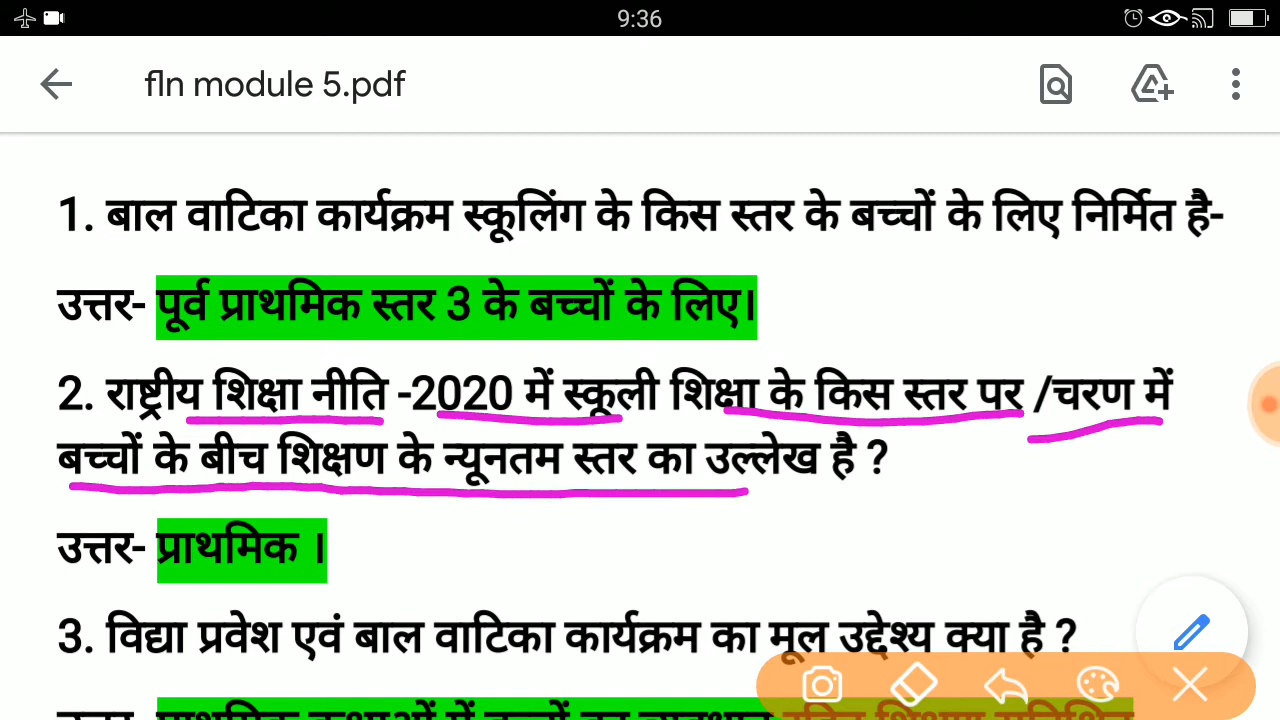 9:36
fln module 5.pdf
1. बाल वाटिका कार्यक्रम स्कूलिंग के किस स्तर के बच्चों के लिए निर्मित है-
उत्तर- पूर्व प्राथमिक स्तर 3 के बच्चों के लिए।
2. राष्ट्रीय शिक्षा नीति -2020 में स्कूली शिक्षा के किस स्तर पर /चरण में
बच्चों के बीच शिक्षण के न्यूनतम स्तर का उल्लेख है ?
उत्तर- प्राथमिक ।
3. विद्या प्रवेश एवं बाल वाटिका कार्यक्रम का मूल उद्देश्य क्या है ?